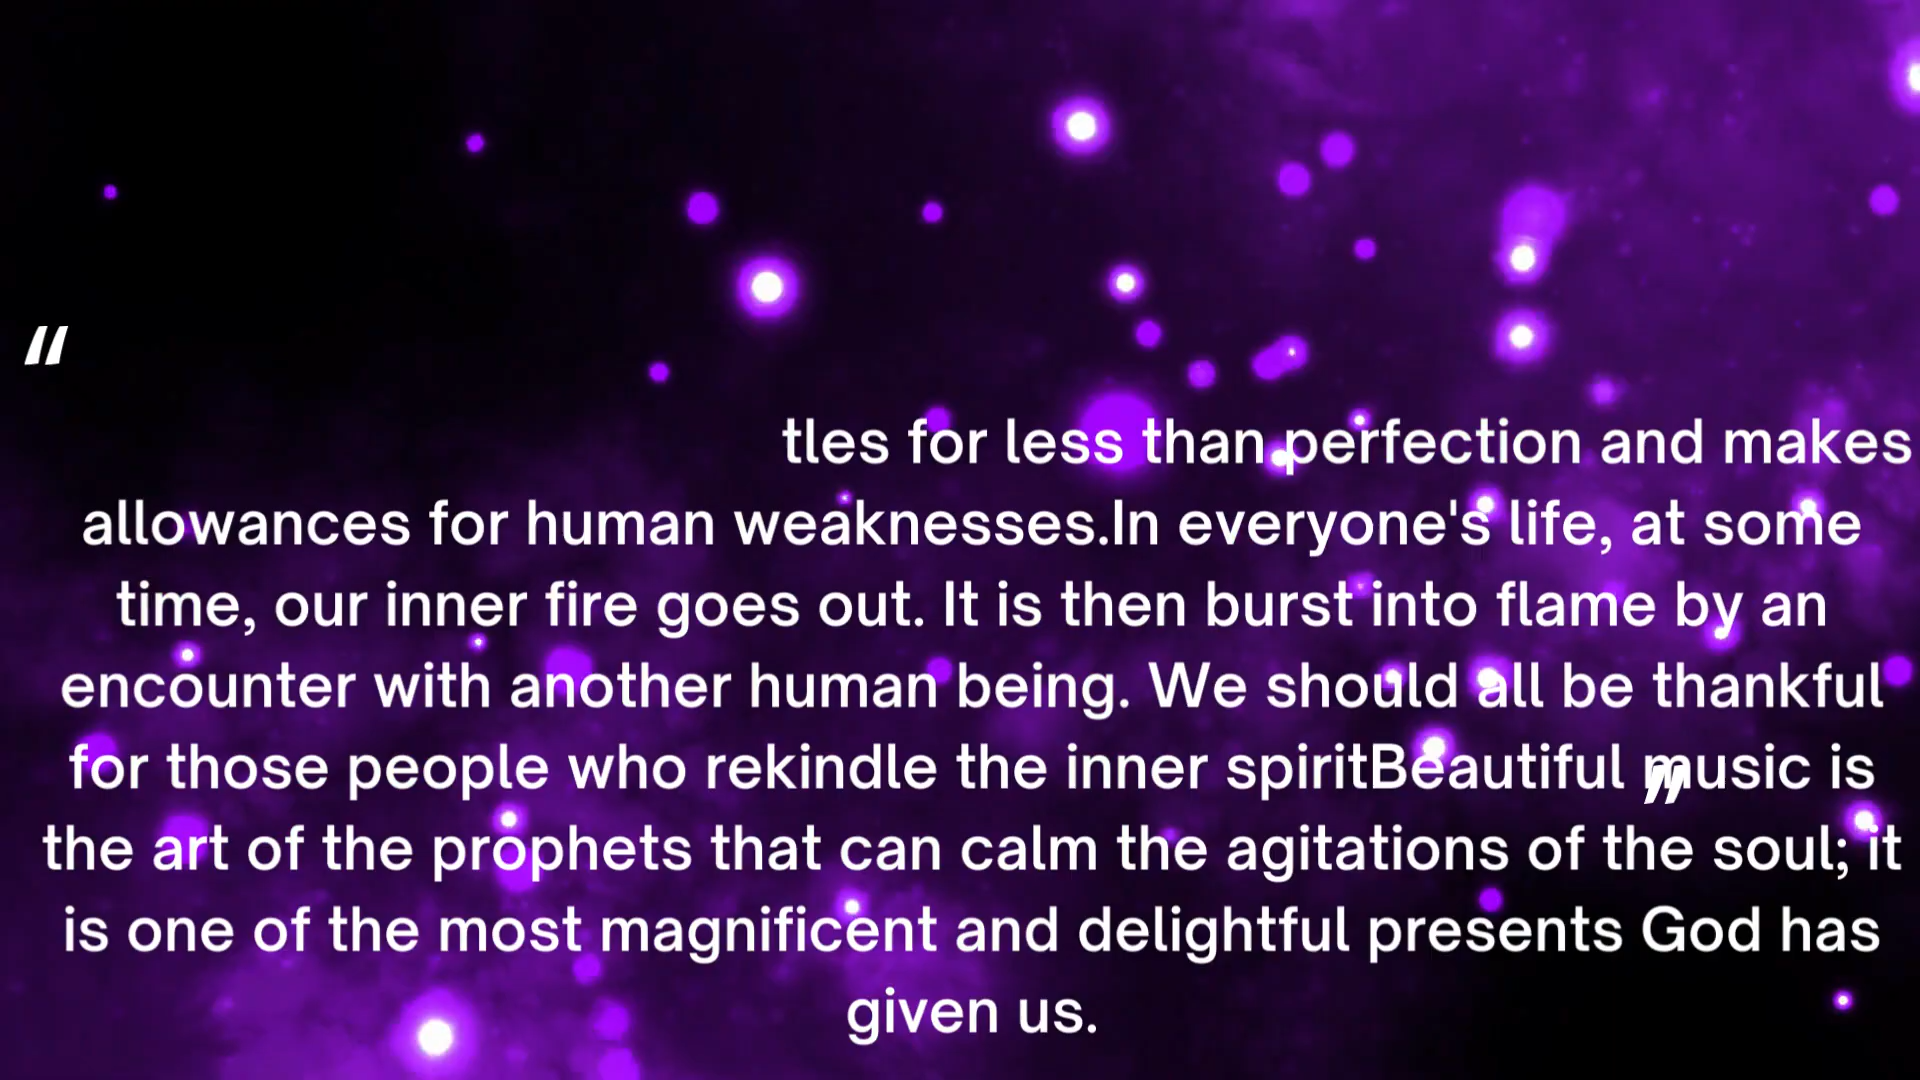 “
tles for less than perfection and makes
allowances for human weaknesses.In everyone's life, at some
time, our inner fire goes out. It is then burst into flame by an
encounter with another human being. We should all be thankful
for those people who rekindle the inner spiritBeautiful music is
”
the art of the prophets that can calm the agitations of the soul; it
is one of the most magnificent and delightful presents God has
given us.